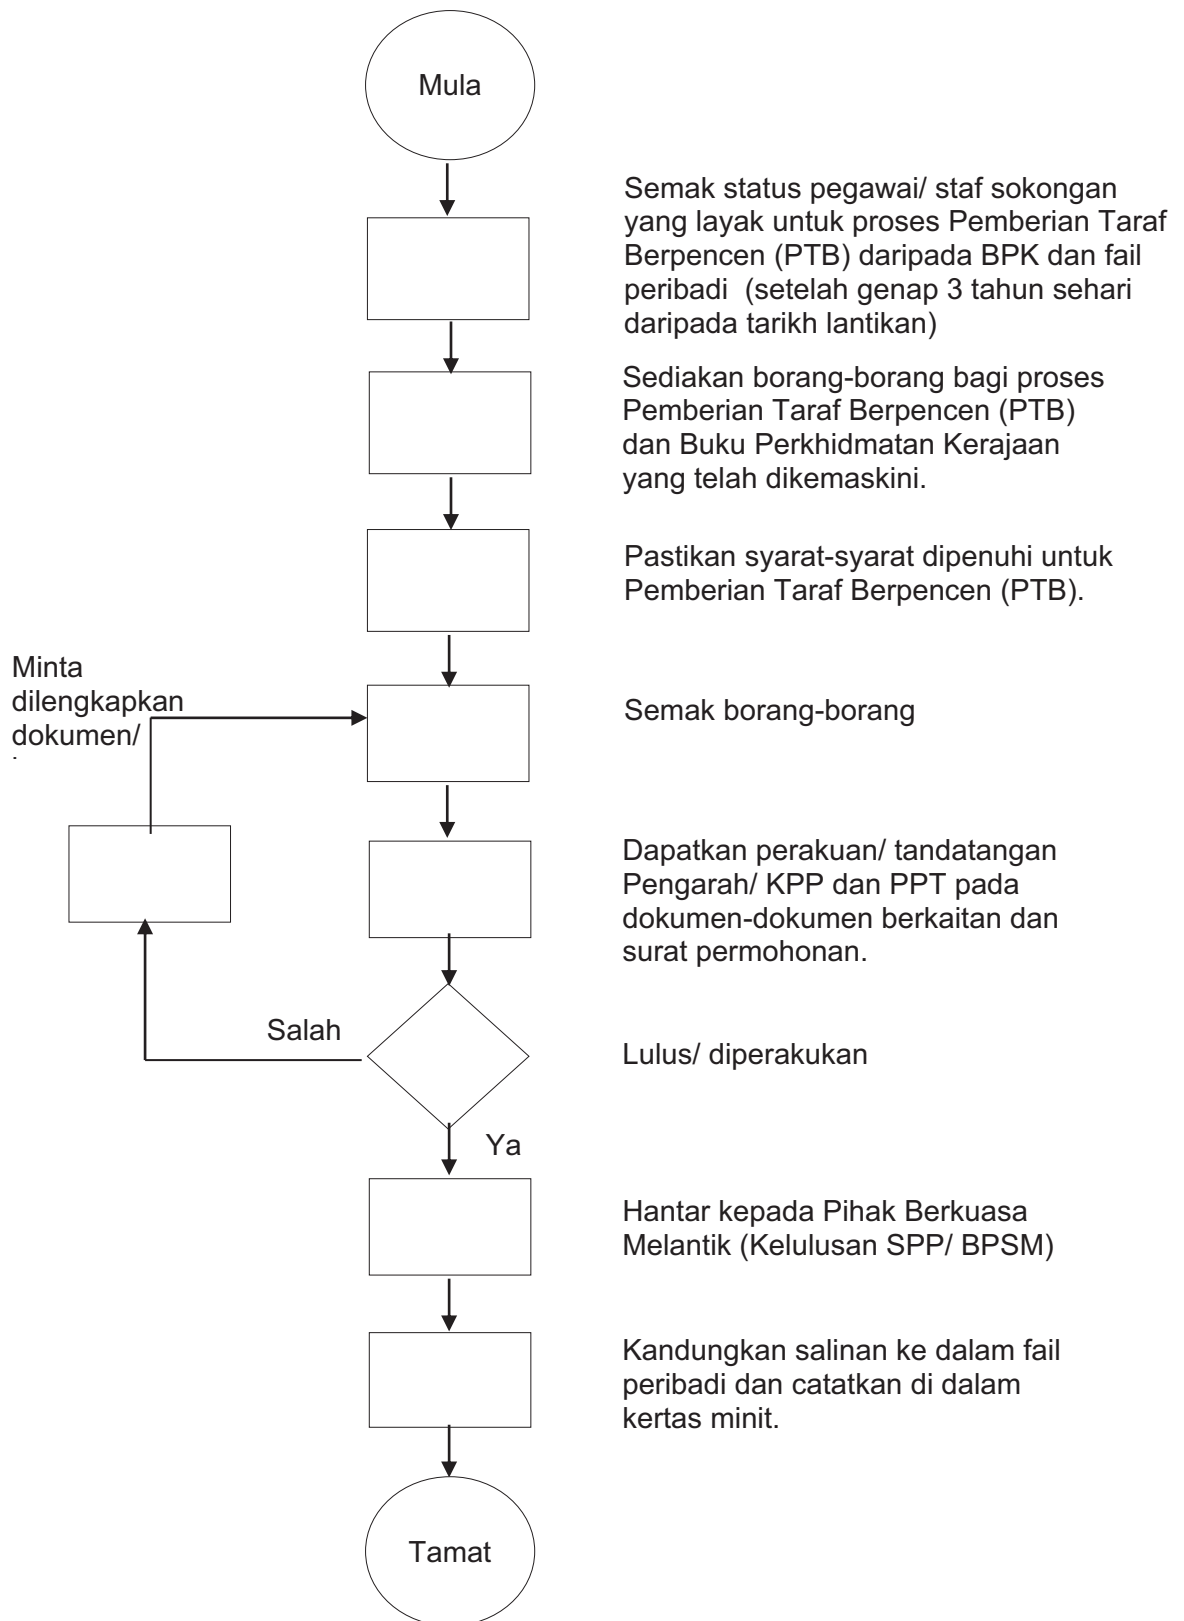 Mula
Semak status pegawai/ staf sokongan
yang layak untuk proses Pemberian Taraf
Berpencen (PTB) daripada BPK dan fail
peribadi  (setelah genap 3 tahun sehari
daripada tarikh lantikan)
Sediakan borang-borang bagi proses
Pemberian Taraf Berpencen (PTB)
dan Buku Perkhidmatan Kerajaan
yang telah dikemaskini.
Pastikan syarat-syarat dipenuhi untuk
Pemberian Taraf Berpencen (PTB).
Minta
dilengkapkan
dokumen/
Semak borang-borang
Dapatkan perakuan/ tandatangan
Pengarah/ KPP dan PPT pada
dokumen-dokumen berkaitan dan
surat permohonan.
Salah
Lulus/ diperakukan
Ya
Hantar kepada Pihak Berkuasa
Melantik (Kelulusan SPP/ BPSM)
Kandungkan salinan ke dalam fail
peribadi dan catatkan di dalam
kertas minit.
Tamat